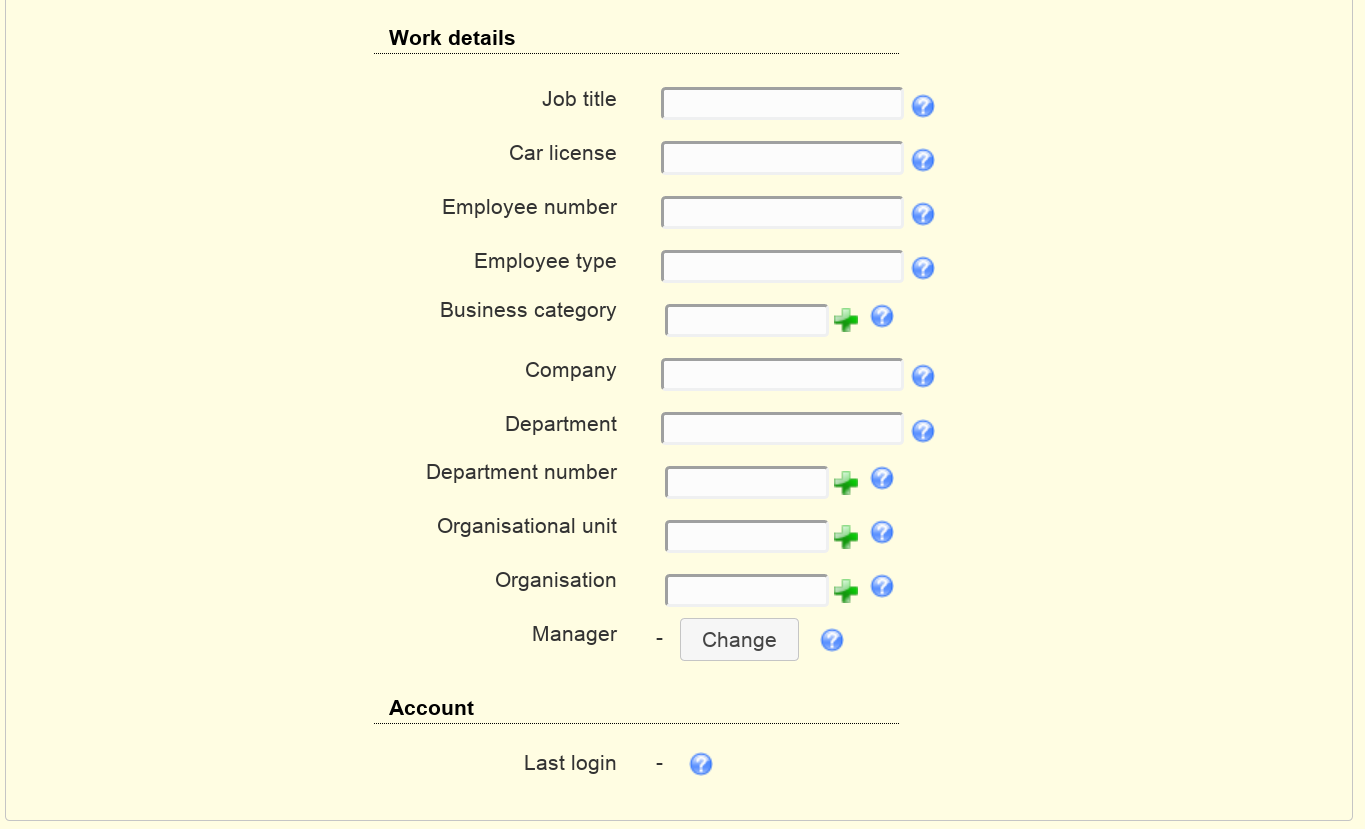 Work details
Job title
Car license
Employee number
Employee type
Business category
Company
Department
Department number
Organisational unit
Organisation
Manager - Change
Account
Last login -